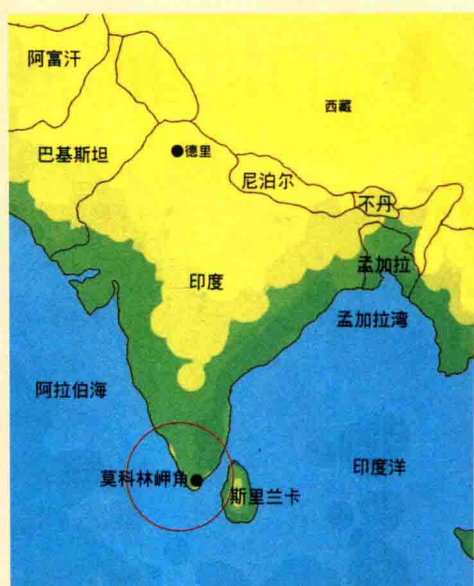 阿富汗
西藏
巴基斯坦
德里
尼泊尔
不丹
孟加拉
印度
孟加拉湾
阿拉伯海
印度洋
莫科林岬角
斯里兰卡